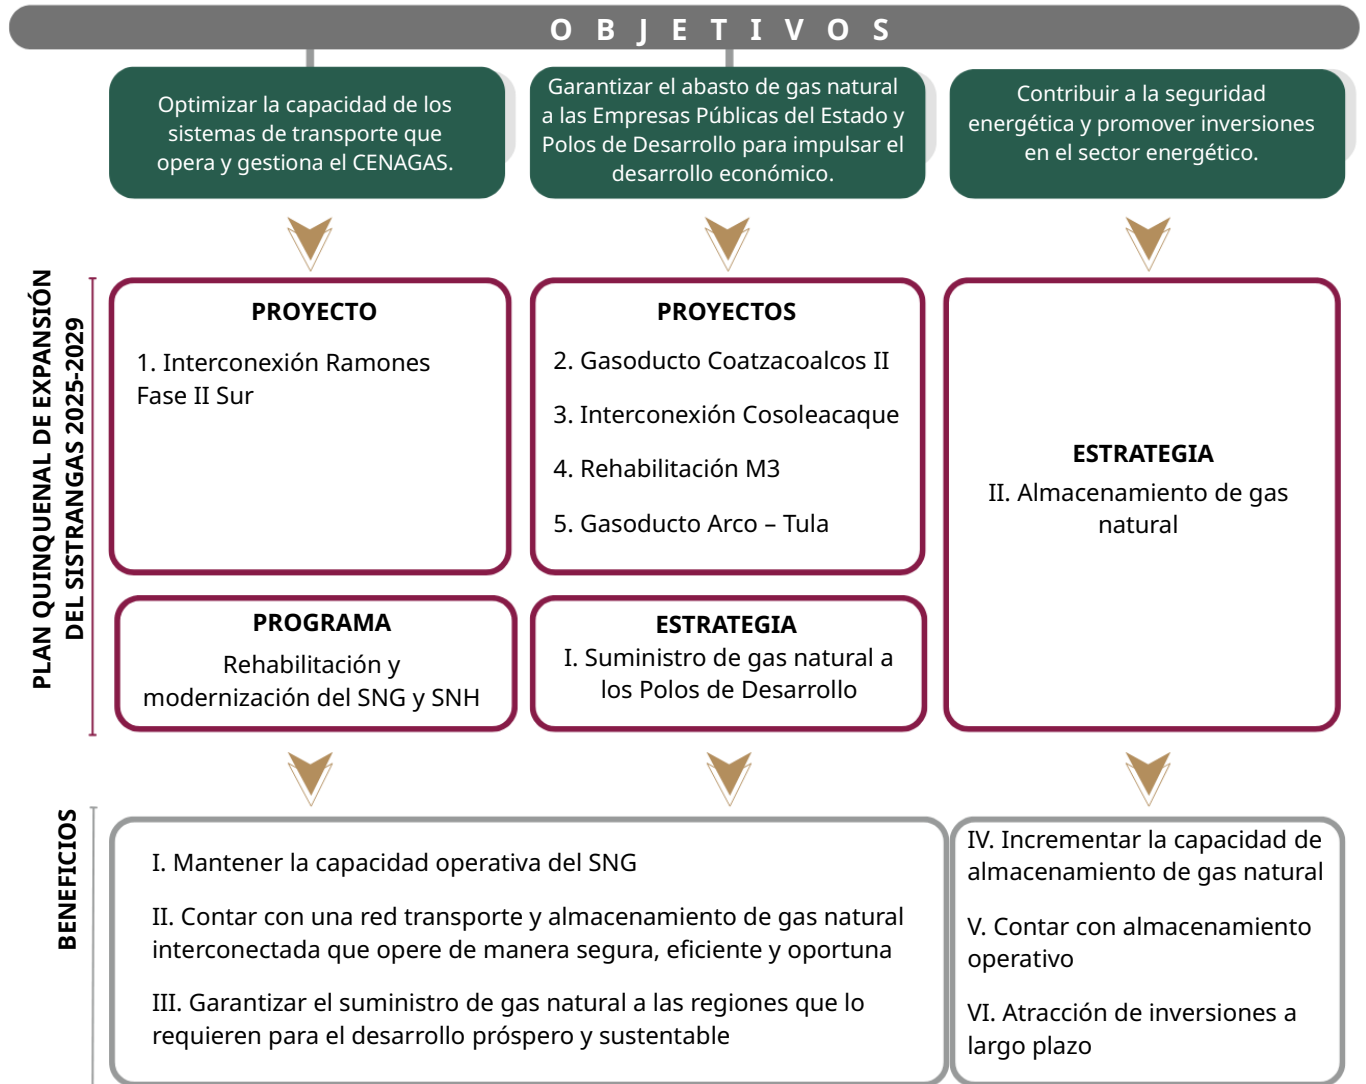 OBJETIVOS
Optimizar la capacidad de los
sistemas de transporte que
opera y gestiona el CENAGAS.
Garantizar el abasto de gas natural
a las Empresas Públicas del Estado y
Polos de Desarrollo para impulsar el
desarrollo económico.
Contribuir a la seguridad
energética y promover inversiones
en el sector energético.
PLAN QUINQUENAL DE EXPANSIÓN
DEL SISTRANGAS 2025-2029
PROYECTO
1. Interconexión Ramones
Fase II Sur
PROYECTOS
2. Gasoducto Coatzacoalcos II
3. Interconexión Cosoleacaque
4. Rehabilitación M3
5. Gasoducto Arco – Tula
ESTRATEGIA
II. Almacenamiento de gas
natural
PROGRAMA
Rehabilitación y
modernización del SNG y SNH
ESTRATEGIA
I. Suministro de gas natural a
los Polos de Desarrollo
BENEFICIOS
I. Mantener la capacidad operativa del SNG
II. Contar con una red transporte y almacenamiento de gas natural
interconectada que opere de manera segura, eficiente y oportuna
III. Garantizar el suministro de gas natural a las regiones que lo
requieren para el desarrollo próspero y sustentable
IV. Incrementar la capacidad de
almacenamiento de gas natural
V. Contar con almacenamiento
operativo
VI. Atracción de inversiones a
largo plazo